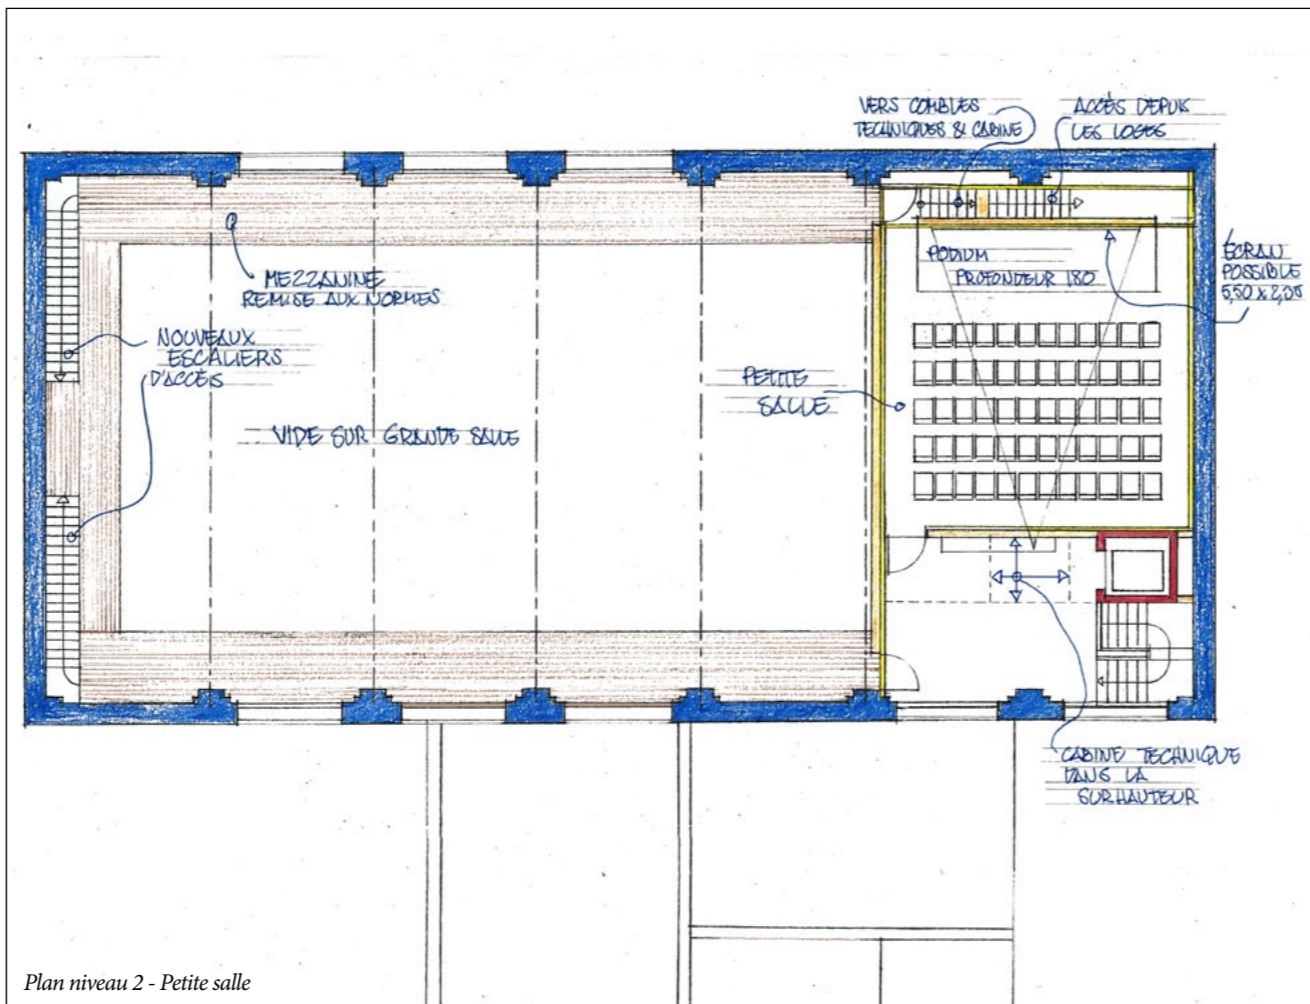 VERS COMBLES
TECHNIQUES & CABINE
ACCÈS DEPUIS
LES LOGES
ÉCRAN
POSSIBLE
5,50 x 2,05
PODIUM
PROFONDEUR 180
MEZZANINE
REMISE AUX NORMES
NOUVEAUX
ESCALIERS
D'ACCÈS
PETITE
SALLE
VIDE SUR GRANDE SALLE
CABINE TECHNIQUE
DANS LA
SURHAUTEUR
Plan niveau 2 - Petite salle